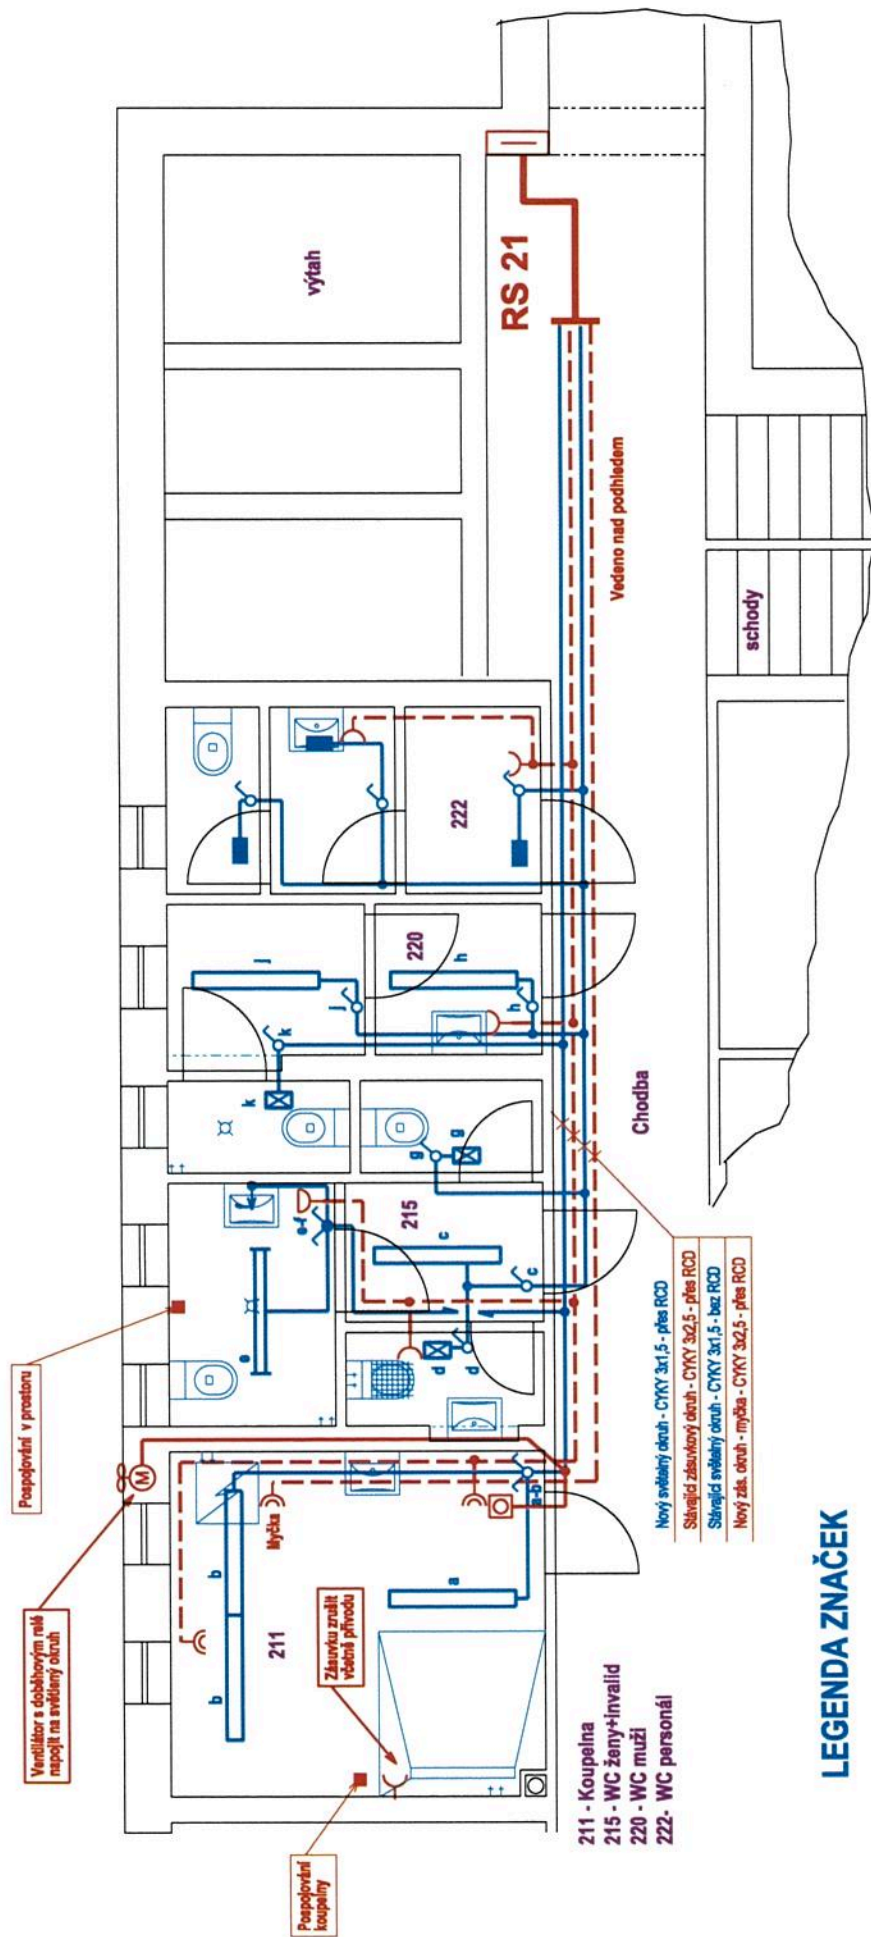 Pospojování
koupelny
Ventilátor s doběhovým relé
napojit na světlený okruh
Pospojování v prostoru
M
výtah
RS 21
Vedeno nad podhledem
schody
Chodba
211
b
b
a
a-b
Myčka
Zásuvku zrušit
včetně přívodu
e
e-f
f
215
c
c
d
d
g
g
k
k
j
j
220
h
h
222
Nový světelný okruh - CYKY 3x1,5 - přes RCD
Stávající zásuvkový okruh - CYKY 3x2,5 - přes RCD
Stávající světelný okruh - CYKY 3x1,5 - bez RCD
Nový zás. okruh - myčka - CYKY 3x2,5 - přes RCD
211 - Koupelna
215 - WC ženy+invalid
220 - WC muži
222- WC personál
LEGENDA ZNAČEK